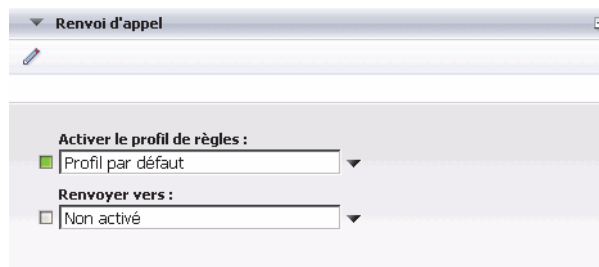 Renvoi d'appel
Activer le profil de règles :
Profil par défaut
Renvoyer vers :
Non activé